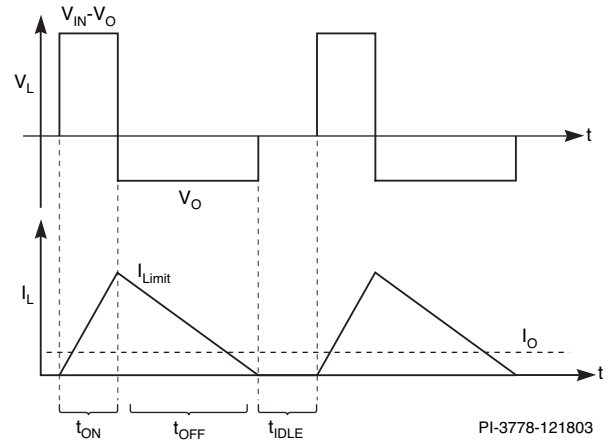 V_IN-V_O
V_L
t
V_O
I_Limit
I_L
I_O
t
t_ON
t_OFF
t_IDLE
PI-3778-121803